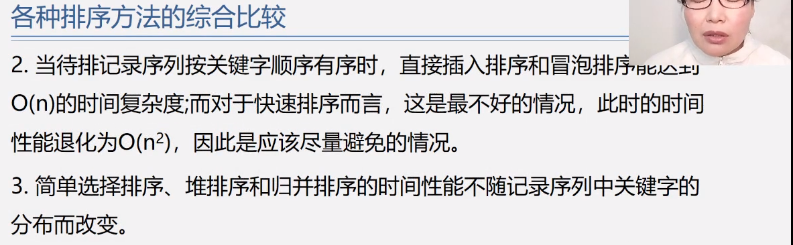 各种排序方法的综合比较
2. 当待排记录序列按关键字顺序有序时，直接插入排序和冒泡排序能达到
O(n)的时间复杂度;而对于快速排序而言，这是最不好的情况，此时的时间
性能退化为O(n²)，因此是应该尽量避免的情况。
3. 简单选择排序、堆排序和归并排序的时间性能不随记录序列中关键字的
分布而改变。